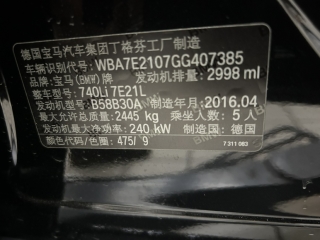 德国宝马汽车集团丁格芬工厂制造
车辆识别代号: WBA7E2107GG407385
品牌: 宝马(BMW)牌 发动机排量: 2998 ml
整车型号: 740Li 7E21L
发动机型号: B58B30A 制造年月: 2016.04
最大允许总质量: 2445 kg 乘坐人数: 5 人
发动机最大净功率: 240 kW 制造国: 德国
颜色代码/色圈: 475/ 9
7 311 063